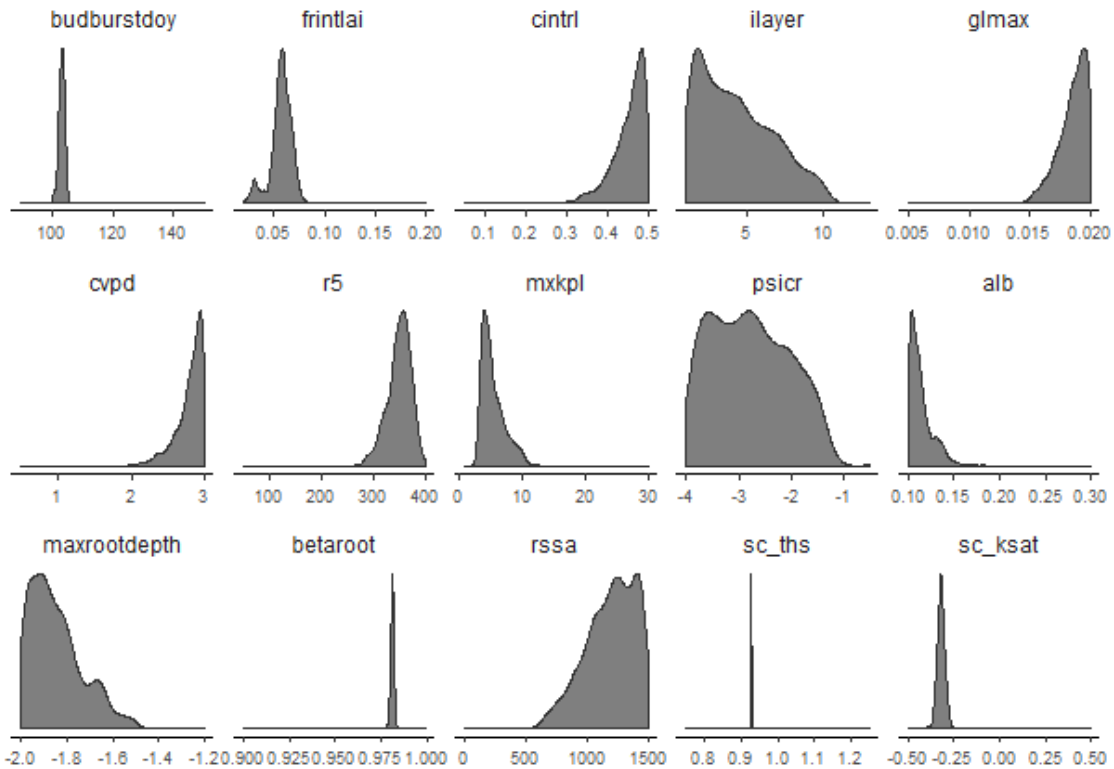 budburstdoy frintlai cintrl ilayer glmax
100 120 140 0.05 0.10 0.15 0.20 0.1 0.2 0.3 0.4 0.5 5 10 0.005 0.010 0.015 0.020
cvpd r5 mxkpl psicr alb
1 2 3 100 200 300 400 0 10 20 30 -4 -3 -2 -1 0.10 0.15 0.20 0.25 0.30
maxrootdepth betaroot rssa sc_ths sc_ksat
-2.0 -1.8 -1.6 -1.4 -1.2 0.900 0.925 0.950 0.975 1.000 0 500 1000 1500 0.8 0.9 1.0 1.1 1.2 -0.50 -0.25 0.00 0.25 0.50